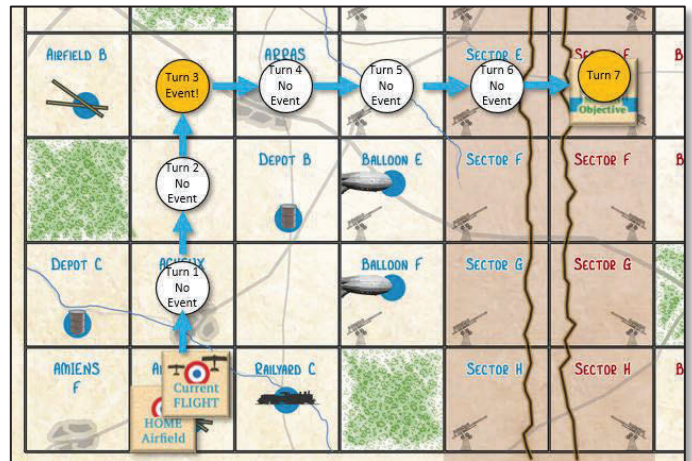 AIRFIELD B
Turn 3
Event!
ARRAS
Turn 4
No
Event
Turn 5
No
Event
SECTOR E
Turn 6
No
Event
SECTOR E
Turn 7
Objective
B
Turn 2
No
Event
DEPOT B
BALLOON E
SECTOR F
SECTOR F
B
DEPOT C
Turn 1
No
Event
BALLOON F
SECTOR G
SECTOR G
AMIENS
F
Current
FLIGHT
HOME
Airfield
RAILYARD C
SECTOR H
SECTOR H
B